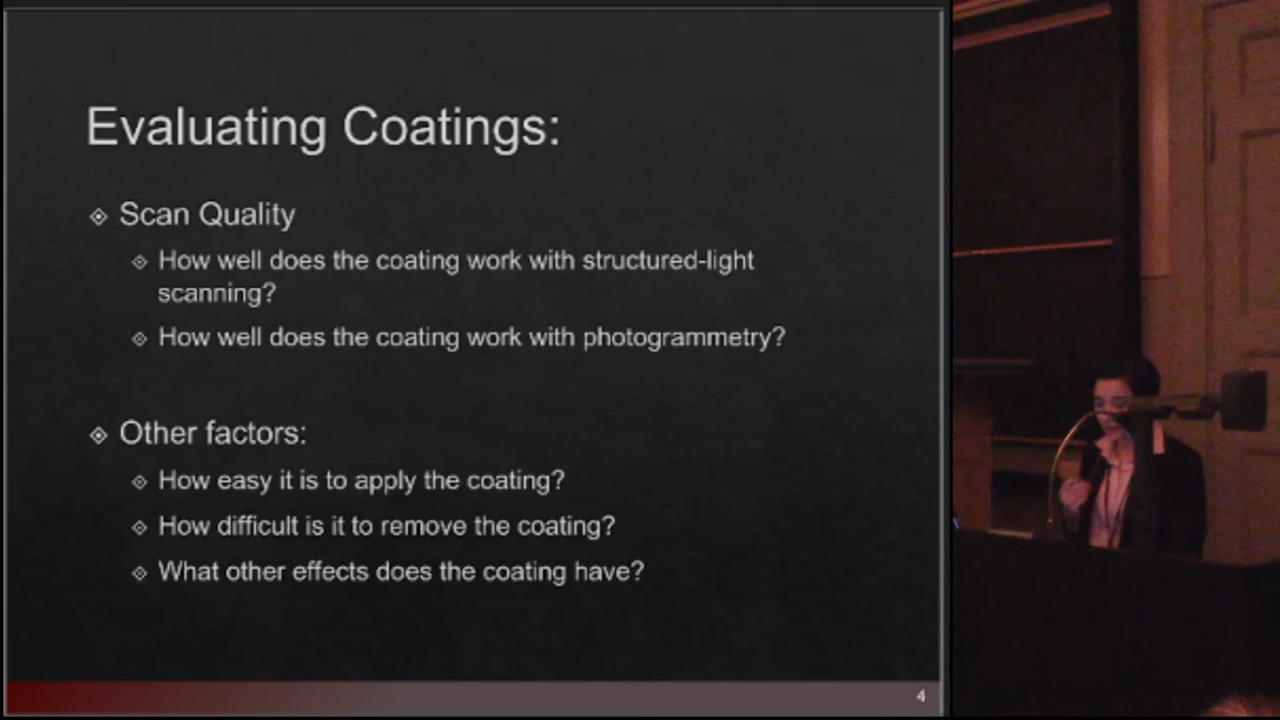 Evaluating Coatings:
Scan Quality
How well does the coating work with structured-light
scanning?
How well does the coating work with photogrammetry?
Other factors:
How easy it is to apply the coating?
How difficult is it to remove the coating?
What other effects does the coating have?
4